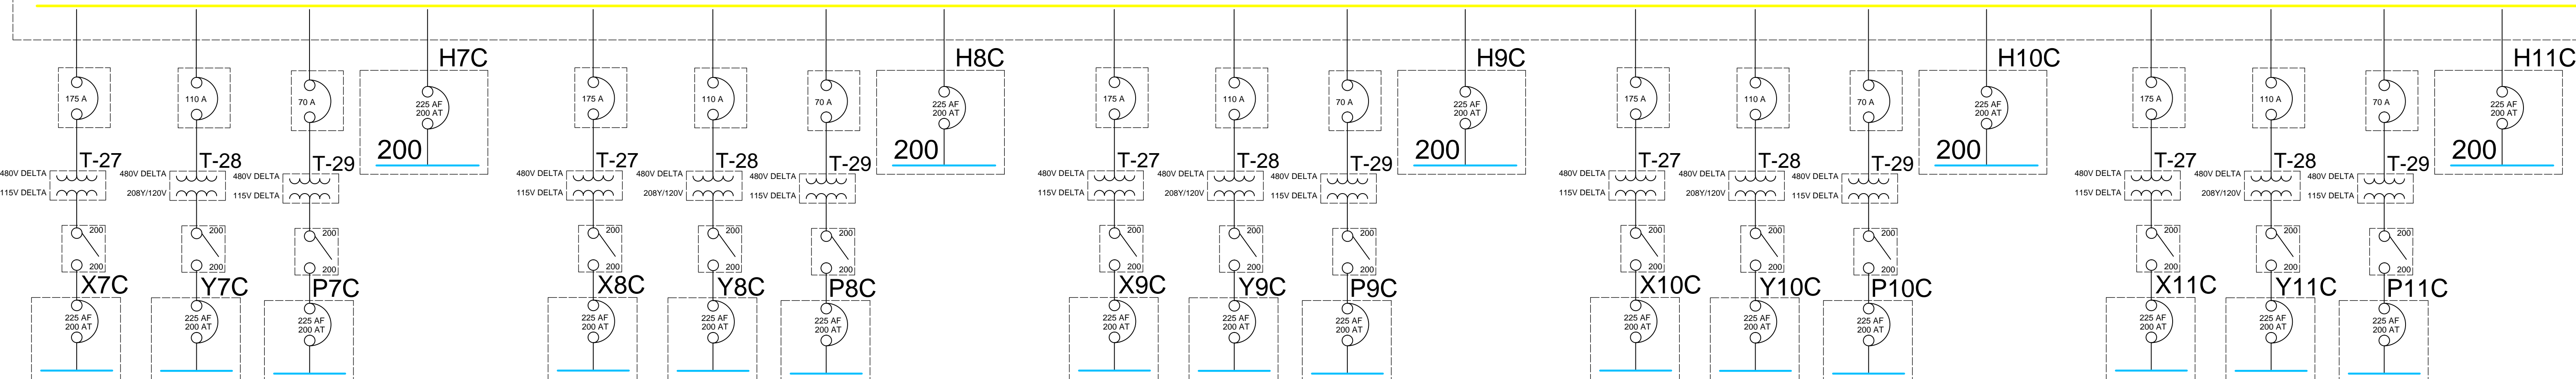 H7C H8C H9C H10C H11C
175 A 110 A 70 A 225 AF 175 A 110 A 70 A 225 AF 175 A 110 A 70 A 225 AF 175 A 110 A 70 A 225 AF 175 A 110 A 70 A 225 AF
200 AT 200 AT 200 AT 200 AT 200 AT
200 200 200 200 200
T-27 T-28 T-29 T-27 T-28 T-29 T-27 T-28 T-29 T-27 T-28 T-29 T-27 T-28 T-29
480V DELTA 480V DELTA 480V DELTA 480V DELTA 480V DELTA 480V DELTA 480V DELTA 480V DELTA 480V DELTA 480V DELTA 480V DELTA 480V DELTA 480V DELTA 480V DELTA 480V DELTA
115V DELTA 208Y/120V 115V DELTA 115V DELTA 208Y/120V 115V DELTA 115V DELTA 208Y/120V 115V DELTA 115V DELTA 208Y/120V 115V DELTA 115V DELTA 208Y/120V 115V DELTA
200 200 200 200 200 200 200 200 200 200 200 200 200 200 200
200 200 200 200 200 200 200 200 200 200 200 200 200 200 200
X7C Y7C P7C X8C Y8C P8C X9C Y9C P9C X10C Y10C P10C X11C Y11C P11C
225 AF 225 AF 225 AF 225 AF 225 AF 225 AF 225 AF 225 AF 225 AF 225 AF 225 AF 225 AF 225 AF 225 AF 225 AF
200 AT 200 AT 200 AT 200 AT 200 AT 200 AT 200 AT 200 AT 200 AT 200 AT 200 AT 200 AT 200 AT 200 AT 200 AT